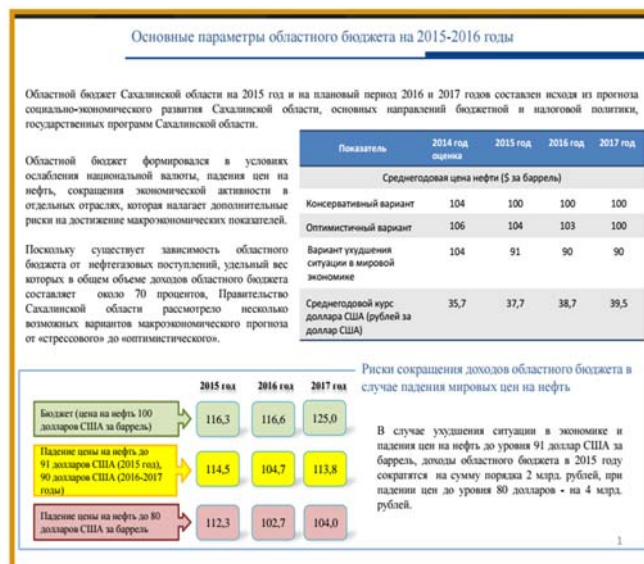 Основные параметры областного бюджета на 2015-2016 годы
Областной бюджет Сахалинской области на 2015 год и на плановый период 2016 и 2017 годов составлен исходя из прогноза
социально-экономического развития Сахалинской области, основных направлений бюджетной и налоговой политики,
государственных программ Сахалинской области.
Областной бюджет формировался в условиях
ослабления национальной валюты, падения цен на
нефть, сокращения экономической активности в
отдельных отраслях, которая налагает дополнительные
риски на достижение макроэкономических показателей.
Поскольку существует зависимость областного
бюджета от нефтегазовых поступлений, удельный вес
которых в общем объеме доходов областного бюджета
составляет около 70 процентов, Правительство
Сахалинской области рассмотрело несколько
возможных вариантов макроэкономического прогноза
от «стрессового» до «оптимистического».
Показатель 2014 год 2015 год 2016 год 2017 год
оценка
Среднегодовая цена нефти ($ за баррель)
Консервативный вариант 104 100 100 100
Оптимистичный вариант 106 104 103 100
Вариант ухудшения 104 91 90 90
ситуации в мировой
экономике
Среднегодовой курс 35,7 37,7 38,7 39,5
доллара США (рублей за
доллар США)
2015 год 2016 год 2017 год
Бюджет (цена на нефть 100
долларов США за баррель)
116,3 116,6 125,0
Падение цены на нефть до
91 долларов США (2015 год),
90 долларов США (2016-2017
годы)
114,5 104,7 113,8
Падение цены на нефть до 80
долларов США за баррель
112,3 102,7 104,0
Риски сокращения доходов областного бюджета в
случае падения мировых цен на нефть
В случае ухудшения ситуации в экономике и
падения цен на нефть до уровня 91 доллар США за
баррель, доходы областного бюджета в 2015 году
сократятся на сумму порядка 2 млрд. рублей, при
падении цен до уровня 80 долларов - на 4 млрд.
рублей.
1